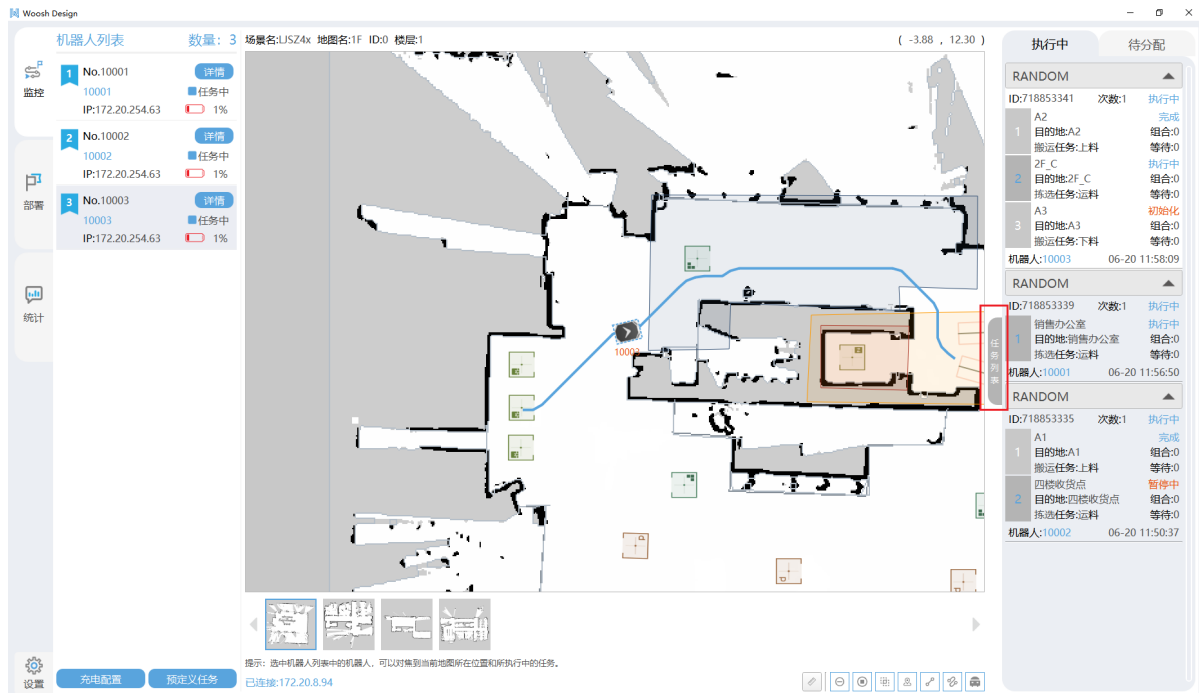 Woosh Design
监控
部署
统计
设置
机器人列表 数量：3
1 No.10001 详情
10001 任务中
IP:172.20.254.63 1%
2 No.10002 详情
10002 任务中
IP:172.20.254.63 1%
3 No.10003 详情
10003 任务中
IP:172.20.254.63 1%
充电配置 预定义任务
场景名:LJSZ4x 地图名:1F ID:0 楼层:1 ( -3.88 , 12.30 )
10003
任务列表
提示: 选中机器人列表中的机器人，可以对焦到当前地图所在位置和所执行中的任务。
已连接:172.20.8.94
执行中 待分配
RANDOM
ID:718853341 次数:1 执行中
A2 完成
1 目的地:A2 组合:0
搬运任务:上料 等待:0
2F_C 执行中
2 目的地:2F_C 组合:0
拣选任务:运料 等待:0
A3 初始化
3 目的地:A3 组合:0
搬运任务:下料 等待:0
机器人:10003 06-20 11:58:09
RANDOM
ID:718853339 次数:1 执行中
销售办公室 执行中
1 目的地:销售办公室 组合:0
拣选任务:运料 等待:0
机器人:10001 06-20 11:56:50
RANDOM
ID:718853335 次数:1 执行中
A1 完成
1 目的地:A1 组合:0
搬运任务:上料 等待:0
四楼收货点 暂停中
2 目的地:四楼收货点 组合:0
拣选任务:运料 等待:0
机器人:10002 06-20 11:50:37